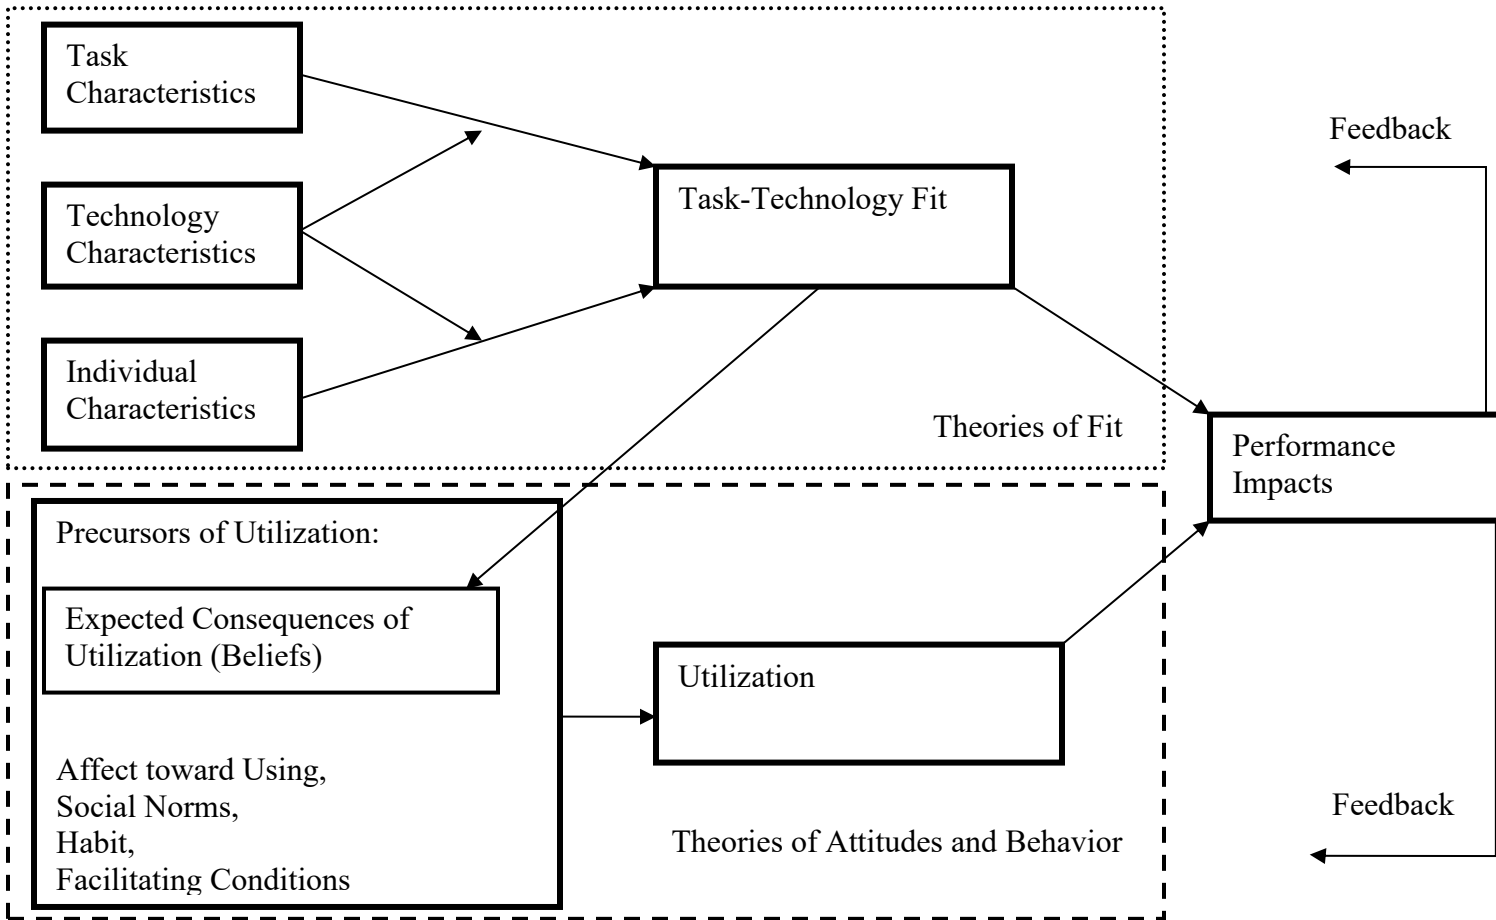 Task
Characteristics
Feedback
Technology
Characteristics
Task-Technology Fit
Individual
Characteristics
Theories of Fit
Performance
Impacts
Precursors of Utilization:
Expected Consequences of
Utilization (Beliefs)
Utilization
Affect toward Using,
Social Norms,
Habit,
Facilitating Conditions
Theories of Attitudes and Behavior
Feedback